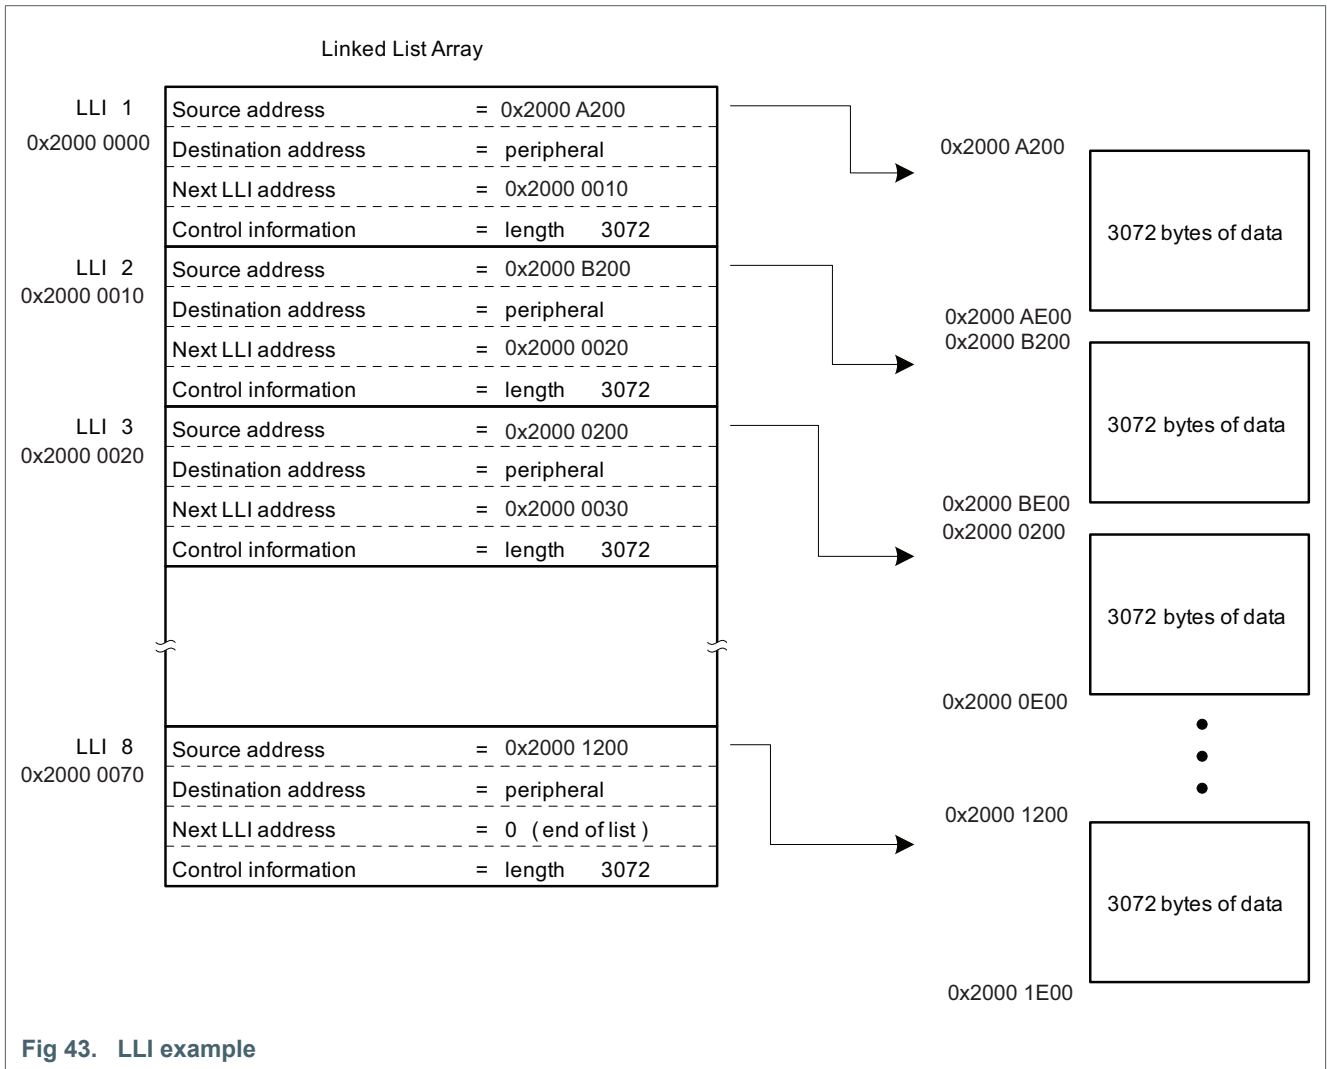 Linked List Array
LLI 1
0x2000 0000
Source address = 0x2000 A200
Destination address = peripheral
Next LLI address = 0x2000 0010
Control information = length 3072
LLI 2
0x2000 0010
Source address = 0x2000 B200
Destination address = peripheral
Next LLI address = 0x2000 0020
Control information = length 3072
LLI 3
0x2000 0020
Source address = 0x2000 0200
Destination address = peripheral
Next LLI address = 0x2000 0030
Control information = length 3072
LLI 8
0x2000 0070
Source address = 0x2000 1200
Destination address = peripheral
Next LLI address = 0 (end of list)
Control information = length 3072
0x2000 A200
3072 bytes of data
0x2000 AE00
0x2000 B200
3072 bytes of data
0x2000 BE00
0x2000 0200
3072 bytes of data
0x2000 0E00
0x2000 1200
3072 bytes of data
0x2000 1E00
Fig 43. LLI example